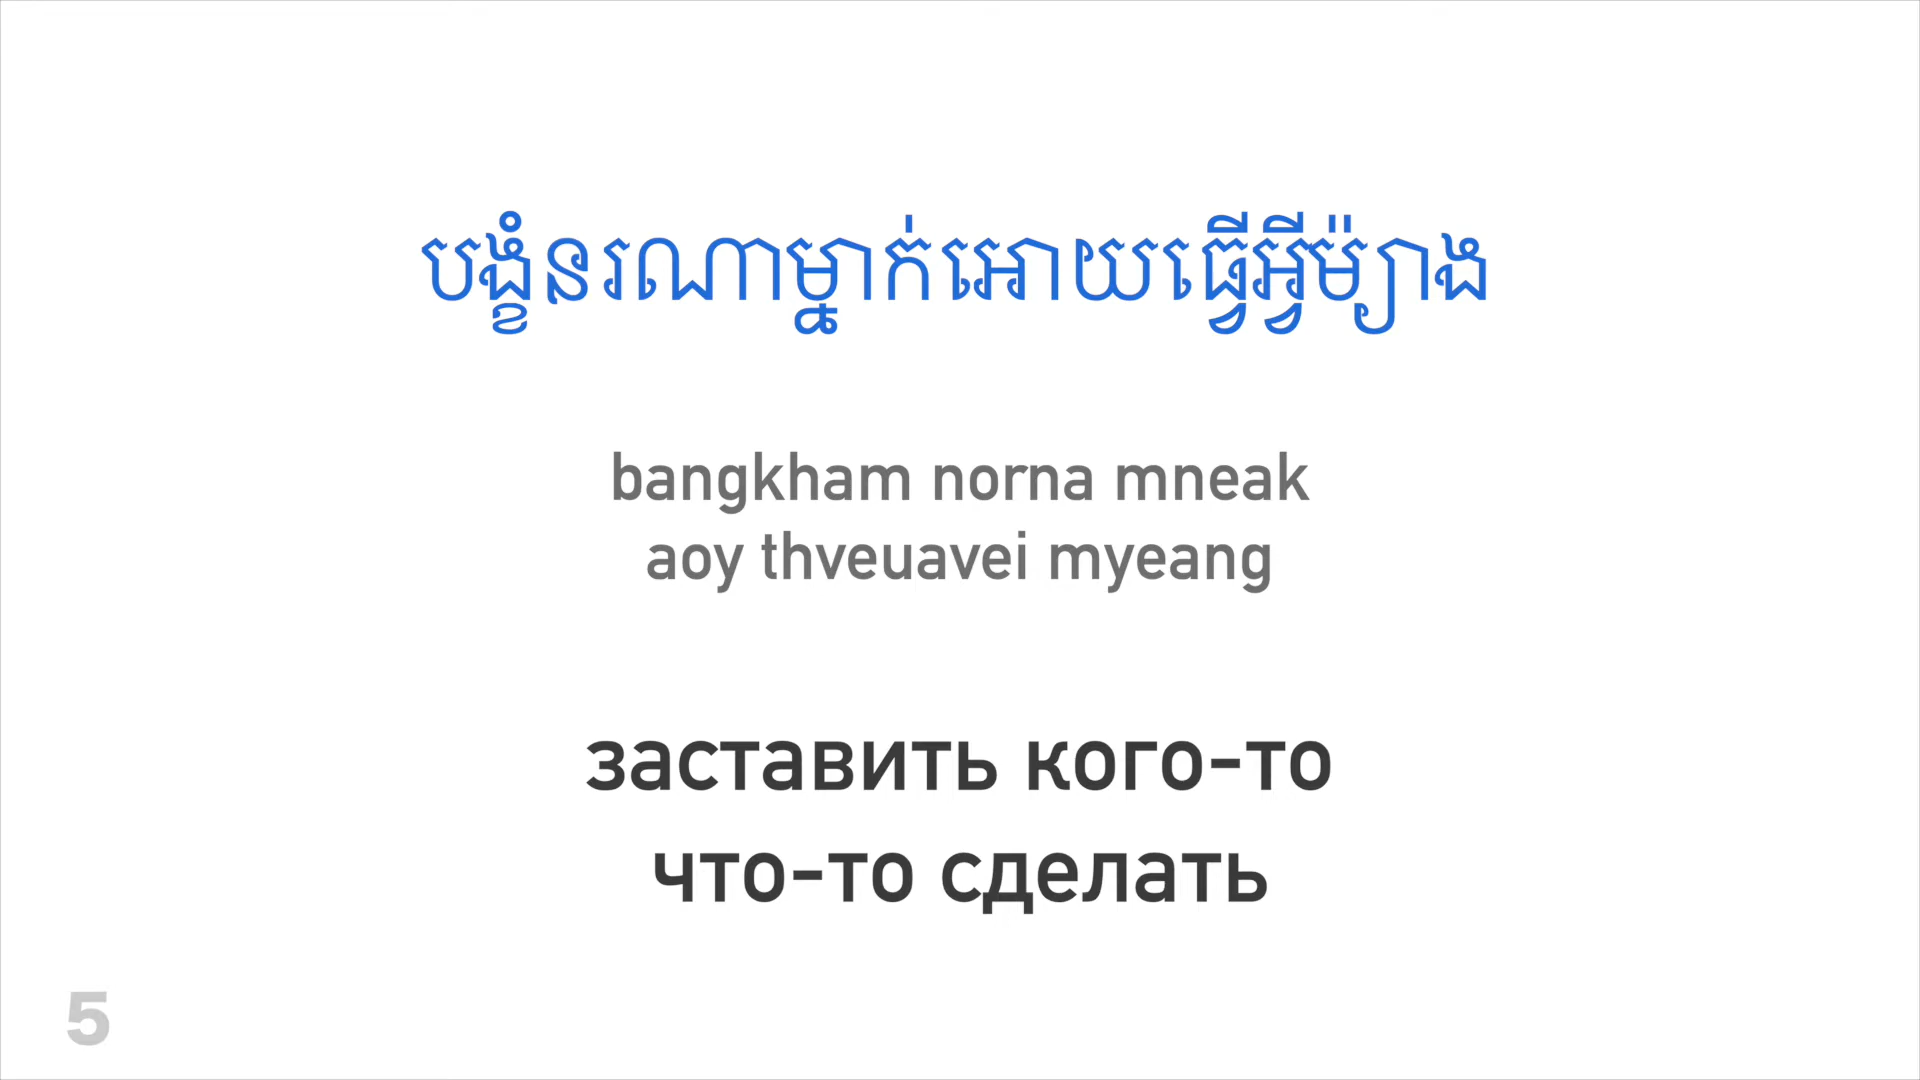 បង្ខំនរណាម្នាក់អោយធ្វើអ្វីម៉្យាង
bangkham norna mneak
aoy thveuavei myeang
заставить кого-то
что-то сделать
5